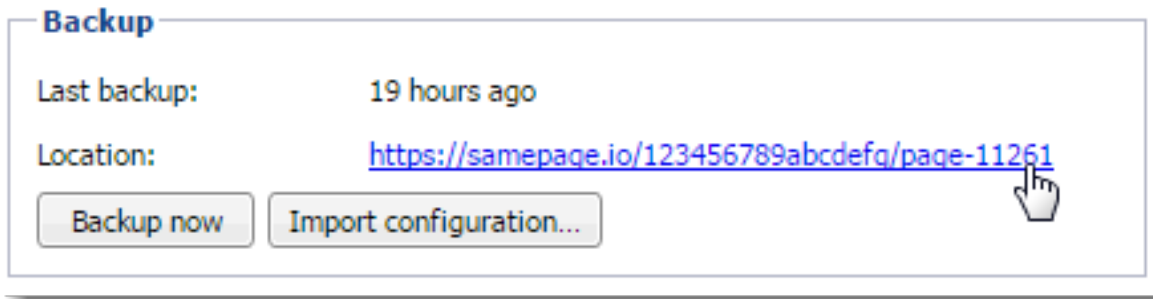 Backup
Last backup: 19 hours ago
Location: https://samepage.io/123456789abcdefg/page-11261
Backup now Import configuration...